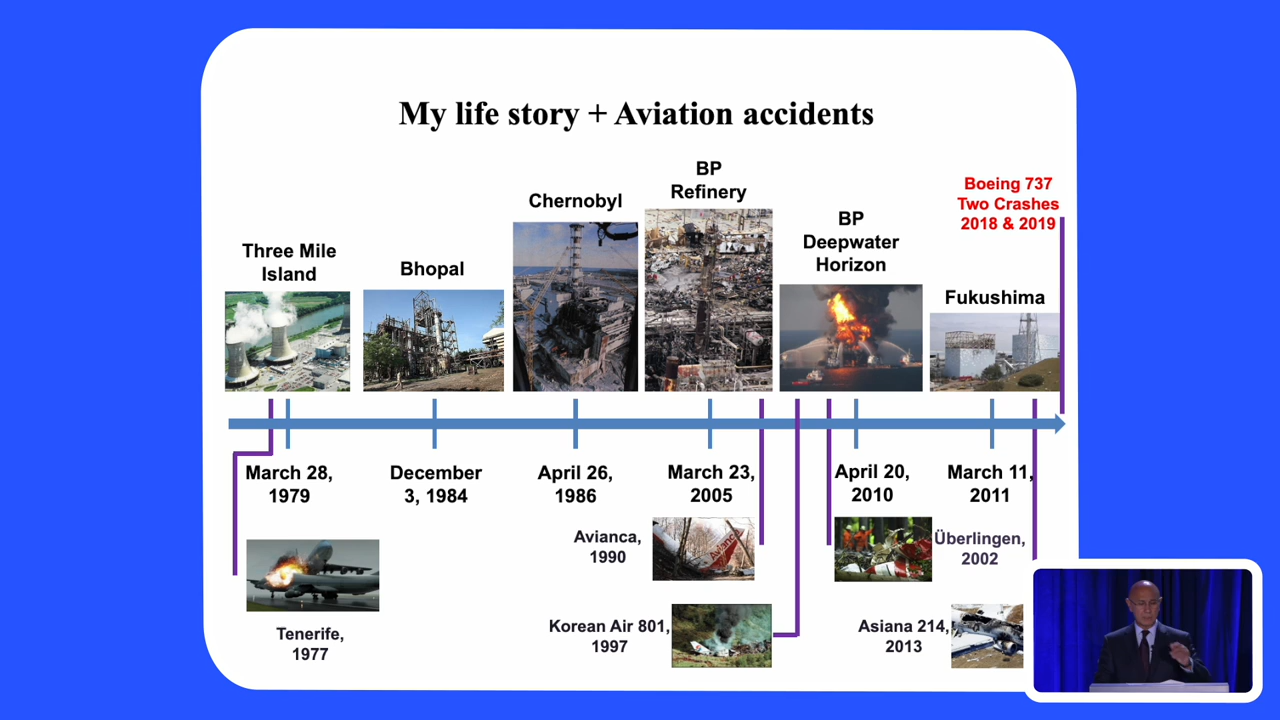 My life story + Aviation accidents
Three Mile
Island
Bhopal
Chernobyl
BP
Refinery
BP
Deepwater
Horizon
Boeing 737
Two Crashes
2018 & 2019
Fukushima
March 28,
1979
December
3, 1984
April 26,
1986
March 23,
2005
April 20,
2010
March 11,
2011
Tenerife,
1977
Avianca,
1990
Avianca
Korean Air 801,
1997
Überlingen,
2002
Asiana 214,
2013